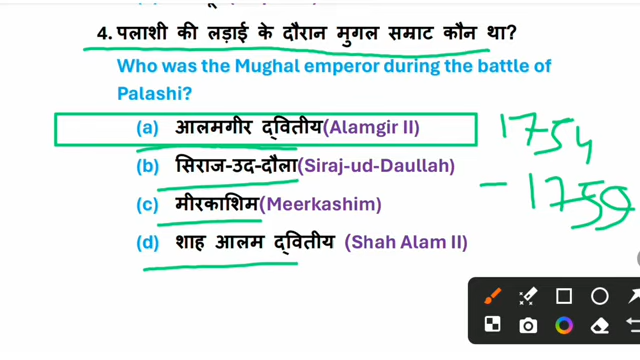 4. पलाशी की लड़ाई के दौरान मुगल सम्राट कौन था?
Who was the Mughal emperor during the battle of
Palashi?
(a) आलमगीर द्वितीय(Alamgir II)
(b) सिराज-उद-दौला(Siraj-ud-Daullah)
(c) मीरकाशिम(Meerkashim)
(d) शाह आलम द्वितीय (Shah Alam II)
1754
- 1759